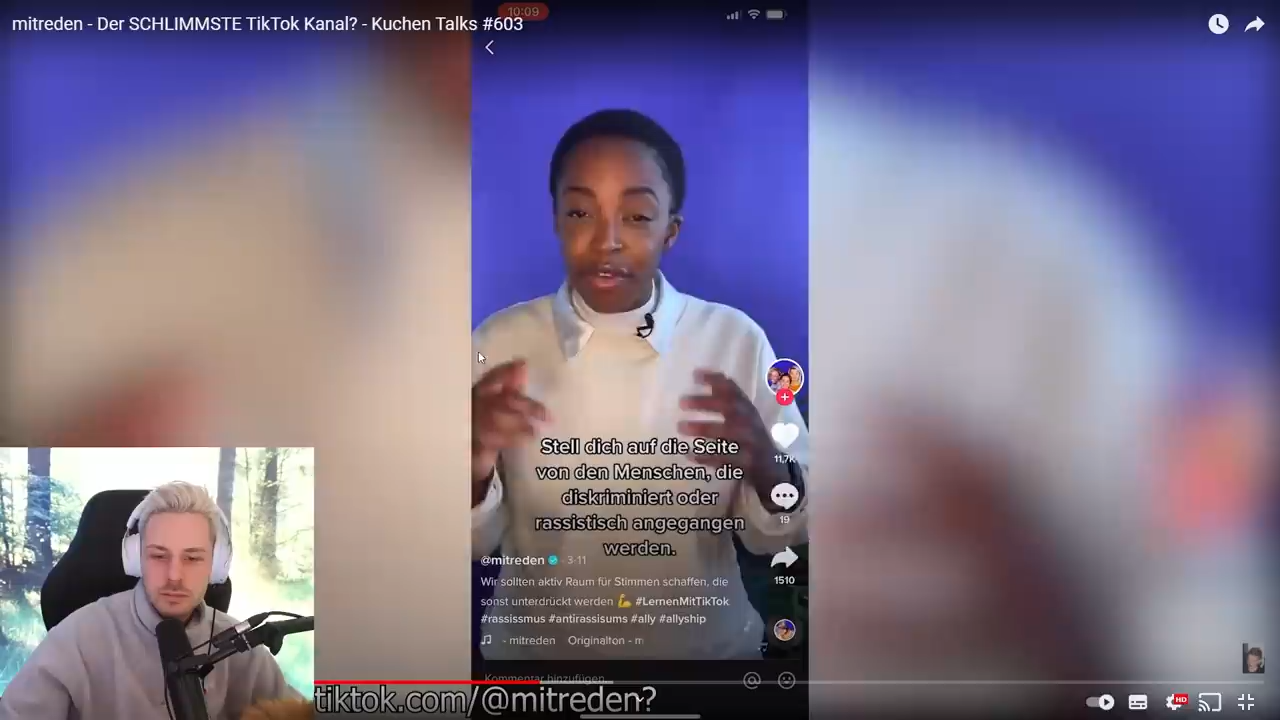 mitreden - Der SCHLIMMSTE TikTok Kanal? - Kuchen Talks #603
10:09
Stell dich auf die Seite
von den Menschen, die
diskriminiert oder
rassistisch angegangen
werden.
11,7K
19
1510
@mitreden · 3-11
Wir sollten aktiv Raum für Stimmen schaffen, die
sonst unterdrückt werden 💪 #LernenMitTikTok
#rassissmus #antirassisums #ally #allyship
- mitreden Originalton - m
Kommentar hinzufügen...
tiktok.com/@mitreden?
HD